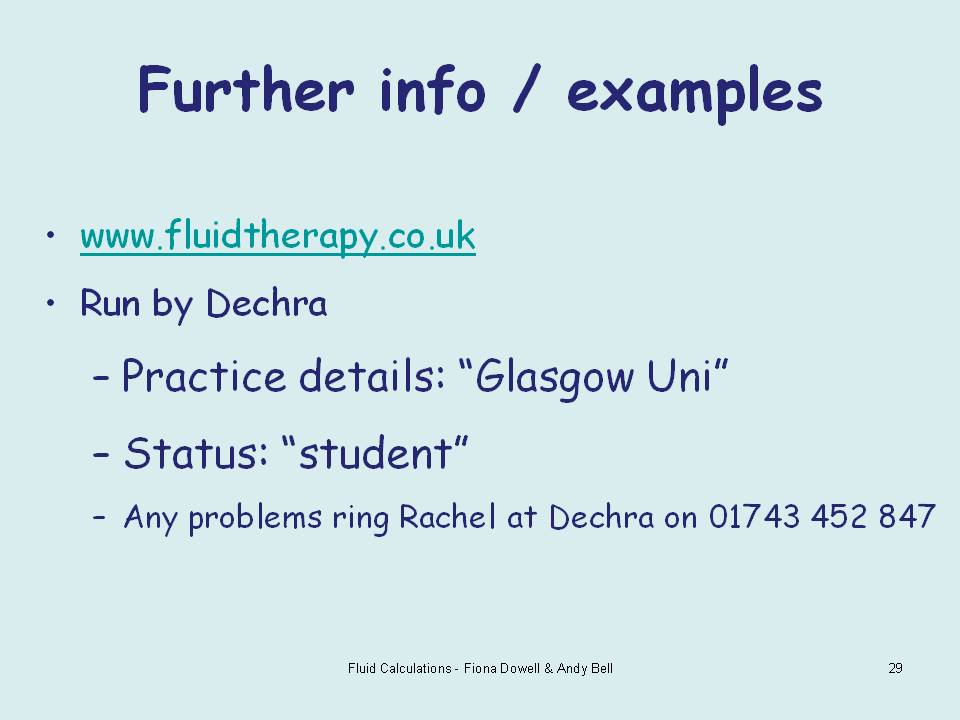 Further info / examples
• www.fluidtherapy.co.uk
• Run by Dechra
– Practice details: “Glasgow Uni”
– Status: “student”
– Any problems ring Rachel at Dechra on 01743 452 847
Fluid Calculations - Fiona Dowell & Andy Bell
29